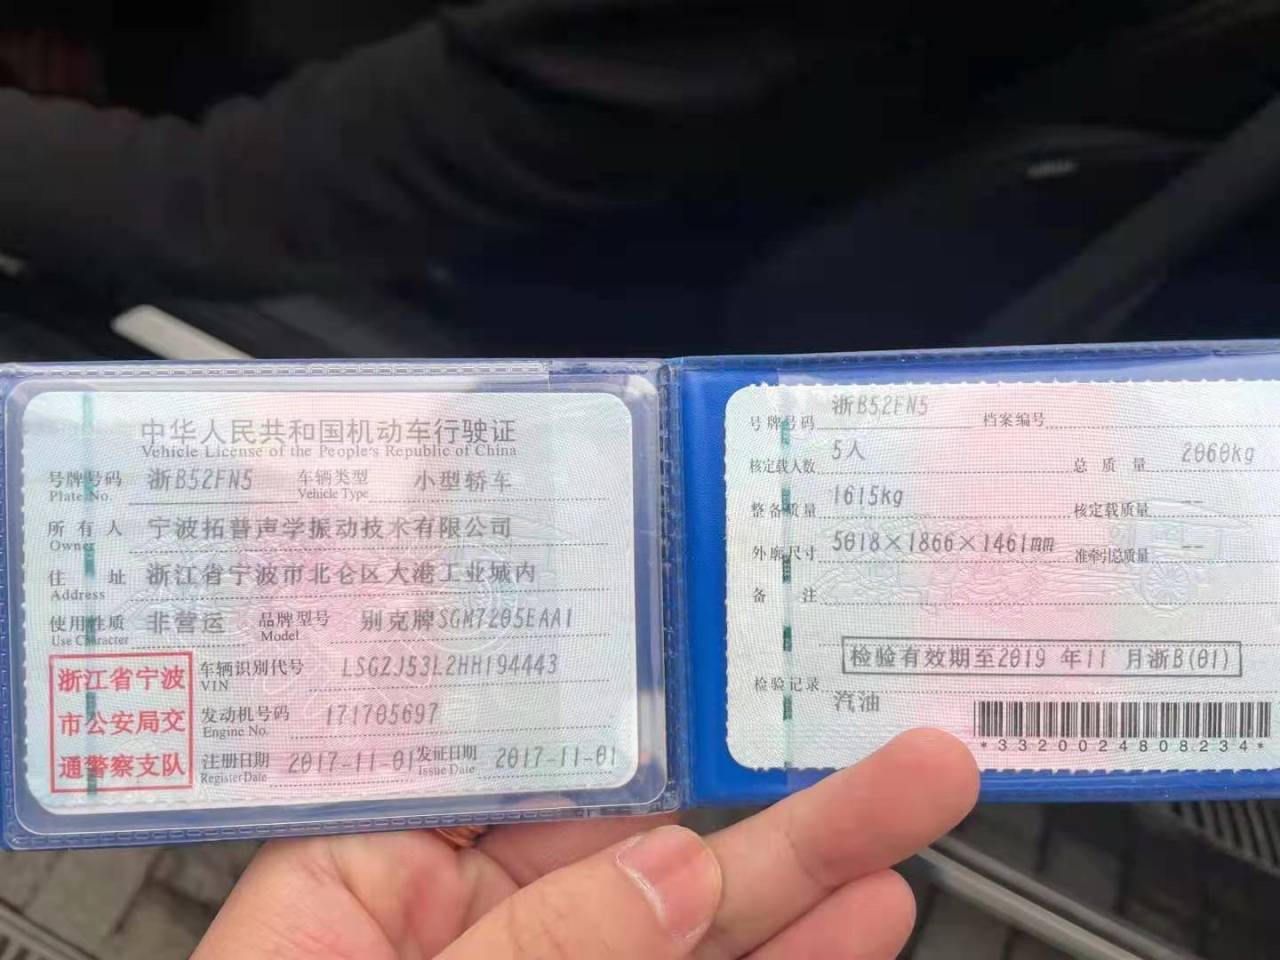 中华人民共和国机动车行驶证
Vehicle License of the People's Republic of China
号牌号码 浙B52FN5 车辆类型 小型轿车
Plate No. Vehicle Type
所有人 宁波拓普声学振动技术有限公司
Owner
住址 浙江省宁波市北仑区大港工业城内
Address
使用性质 非营运 品牌型号 别克牌SGM7205EAA1
Use Character Model
浙江省宁波
市公安局交
通警察支队
车辆识别代号 LSGZJ53L2HH194443
VIN
发动机号码 171705697
Engine No.
注册日期 2017-11-01 发证日期 2017-11-01
Register Date Issue Date
号牌号码 浙B52FN5 档案编号
核定载人数 5人 总质量 2060kg
整备质量 1615kg 核定载质量 --
外廓尺寸 5018×1866×1461mm 准牵引总质量 --
备注
检验有效期至2019 年11 月浙B(01)
检验记录
汽油
*3320024808234*